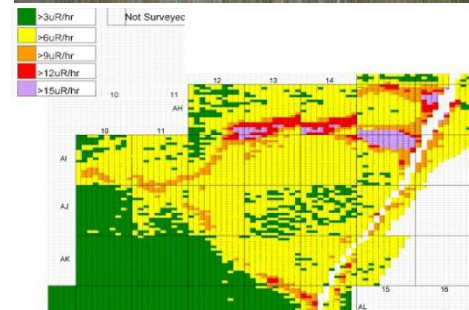 >3uR/hr
Not Surveyed
>6uR/hr
>9uR/hr
>12uR/hr
>15uR/hr
10 11 12 13 14 12
AH
10 11
AI
AJ
AK
15 16
AL